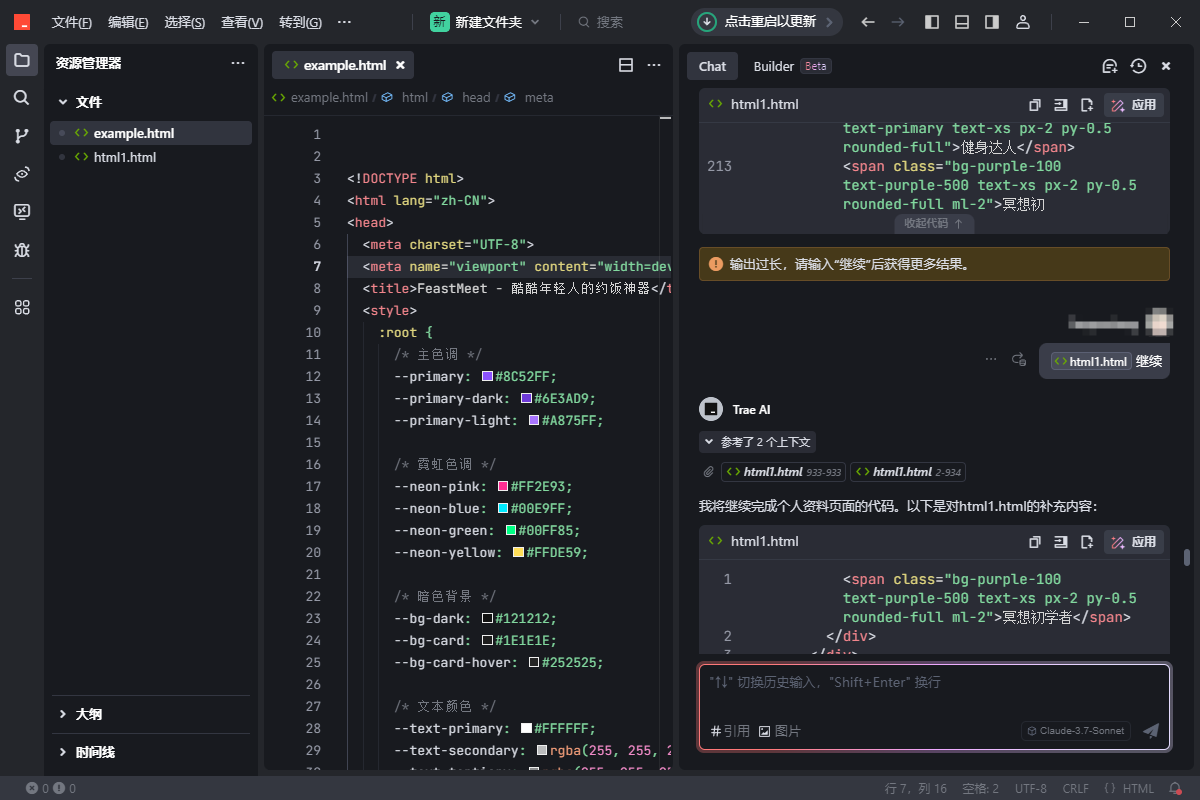 文件(F) 编辑(E) 选择(S) 查看(V) 转到(G) ··· 新 新建文件夹 搜索 点击重启以更新
资源管理器 ···
文件
example.html
html1.html
大纲
时间线
example.html
example.html / html / head / meta
1
2
3 <!DOCTYPE html>
4 <html lang="zh-CN">
5 <head>
6 <meta charset="UTF-8">
7 <meta name="viewport" content="width=dev
8 <title>FeastMeet - 酷酷年轻人的约饭神器</t
9 <style>
10 :root {
11 /* 主色调 */
12 --primary: #8C52FF;
13 --primary-dark: #6E3AD9;
14 --primary-light: #A875FF;
15
16 /* 霓虹色调 */
17 --neon-pink: #FF2E93;
18 --neon-blue: #00E9FF;
19 --neon-green: #00FF85;
20 --neon-yellow: #FFDE59;
21
22 /* 暗色背景 */
23 --bg-dark: #121212;
24 --bg-card: #1E1E1E;
25 --bg-card-hover: #252525;
26
27 /* 文本颜色 */
28 --text-primary: #FFFFFF;
29 --text-secondary: rgba(255, 255, 2
Chat Builder Beta
html1.html 应用
text-primary text-xs px-2 py-0.5
rounded-full">健身达人</span>
213 <span class="bg-purple-100
text-purple-500 text-xs px-2 py-0.5
rounded-full ml-2">冥想初
收起代码 ↑
输出过长，请输入“继续”后获得更多结果。
html1.html 继续
Trae AI
参考了 2 个上下文
html1.html 933-933 html1.html 2-934
我将继续完成个人资料页面的代码。以下是对html1.html的补充内容：
html1.html 应用
1 <span class="bg-purple-100
text-purple-500 text-xs px-2 py-0.5
rounded-full ml-2">冥想初学者</span>
2 </div>
3 </div>
"↑↓" 切换历史输入，"Shift+Enter" 换行
# 引用 图片 Claude-3.7-Sonnet
0 0 行 7，列 16 空格: 2 UTF-8 CRLF () HTML